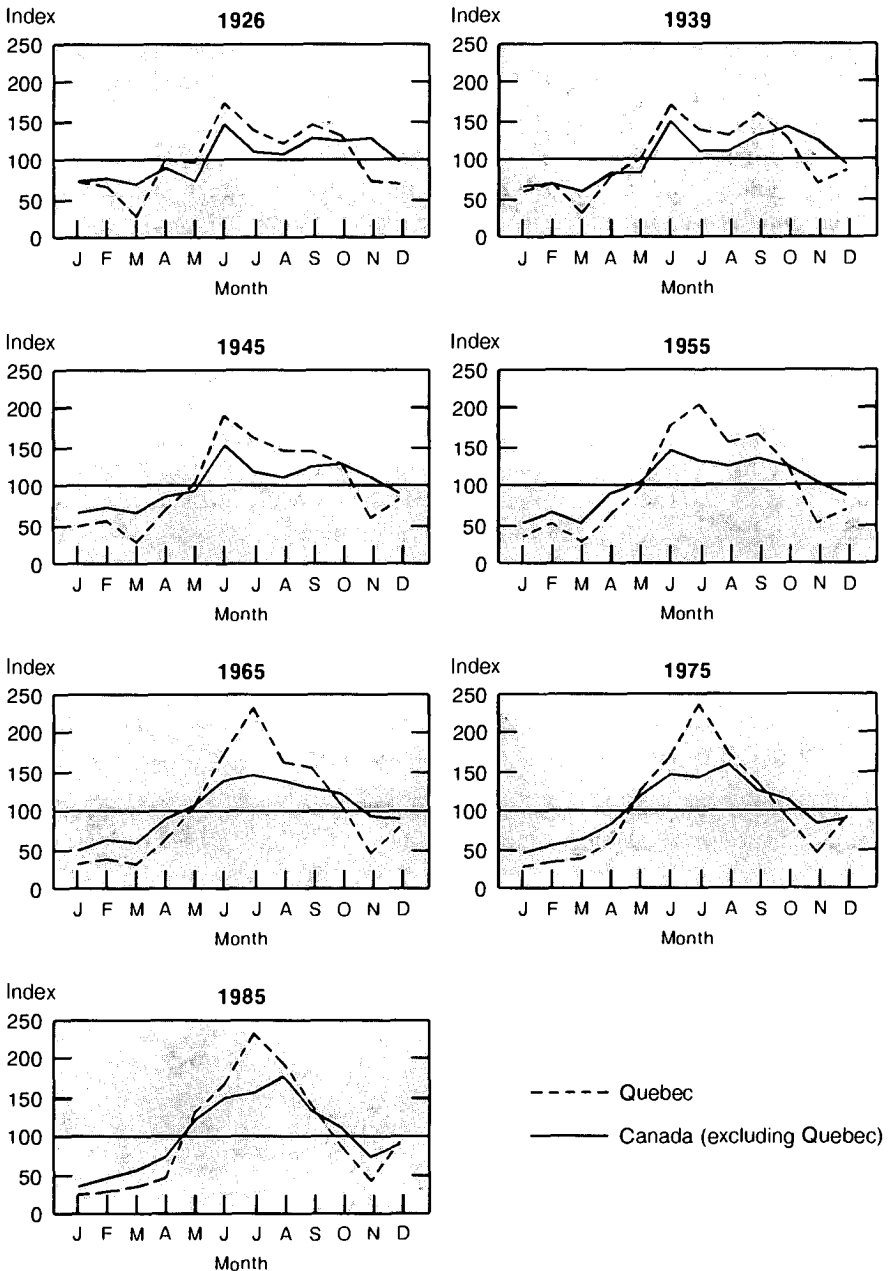 Index 1926
250
200
150
100
50
0
J F M A M J J A S O N D
Month
1939
250
200
150
100
50
0
J F M A M J J A S O N D
Month
Index 1945
250
200
150
100
50
0
J F M A M J J A S O N D
Month
Index 1955
250
200
150
100
50
0
J F M A M J J A S O N D
Month
Index 1965
250
200
150
100
50
0
J F M A M J J A S O N D
Month
Index 1975
250
200
150
100
50
0
J F M A M J J A S O N D
Month
Index 1985
250
200
150
100
50
0
J F M A M J J A S O N D
Month
Quebec
Canada (excluding Quebec)